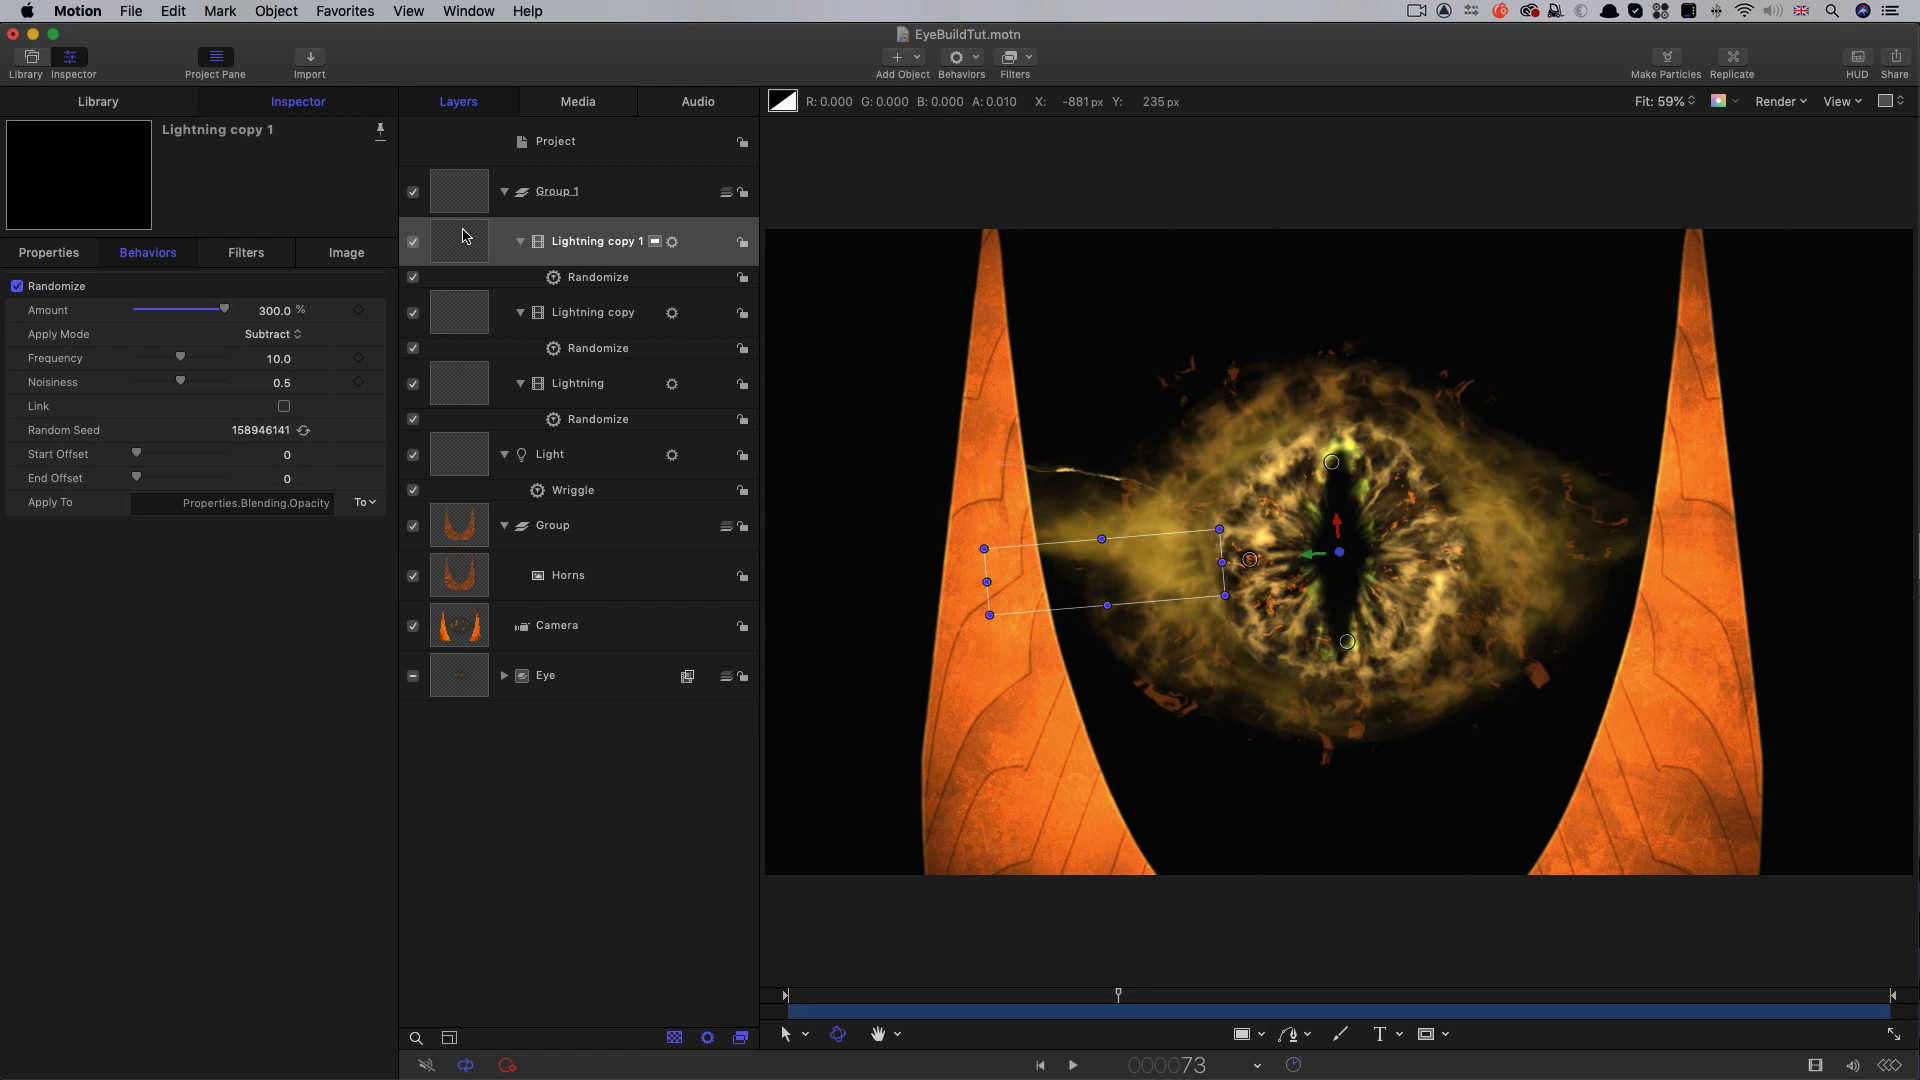 Motion File Edit Mark Object Favorites View Window Help
EyeBuildTut.motn
Library Inspector Project Pane Import Add Object Behaviors Filters Make Particles Replicate HUD Share
Library Inspector Layers Media Audio R: 0.000 G: 0.000 B: 0.000 A: 0.010 X: -881 px Y: 235 px Fit: 59% Render View
Lightning copy 1
Properties Behaviors Filters Image
Randomize
Amount 300.0 %
Apply Mode Subtract
Frequency 10.0
Noisiness 0.5
Link
Random Seed 158946141
Start Offset 0
End Offset 0
Apply To Properties.Blending.Opacity To
Project
Group 1
Lightning copy 1
Randomize
Lightning copy
Randomize
Lightning
Randomize
Light
Wriggle
Group
Horns
Camera
Eye
T
000073